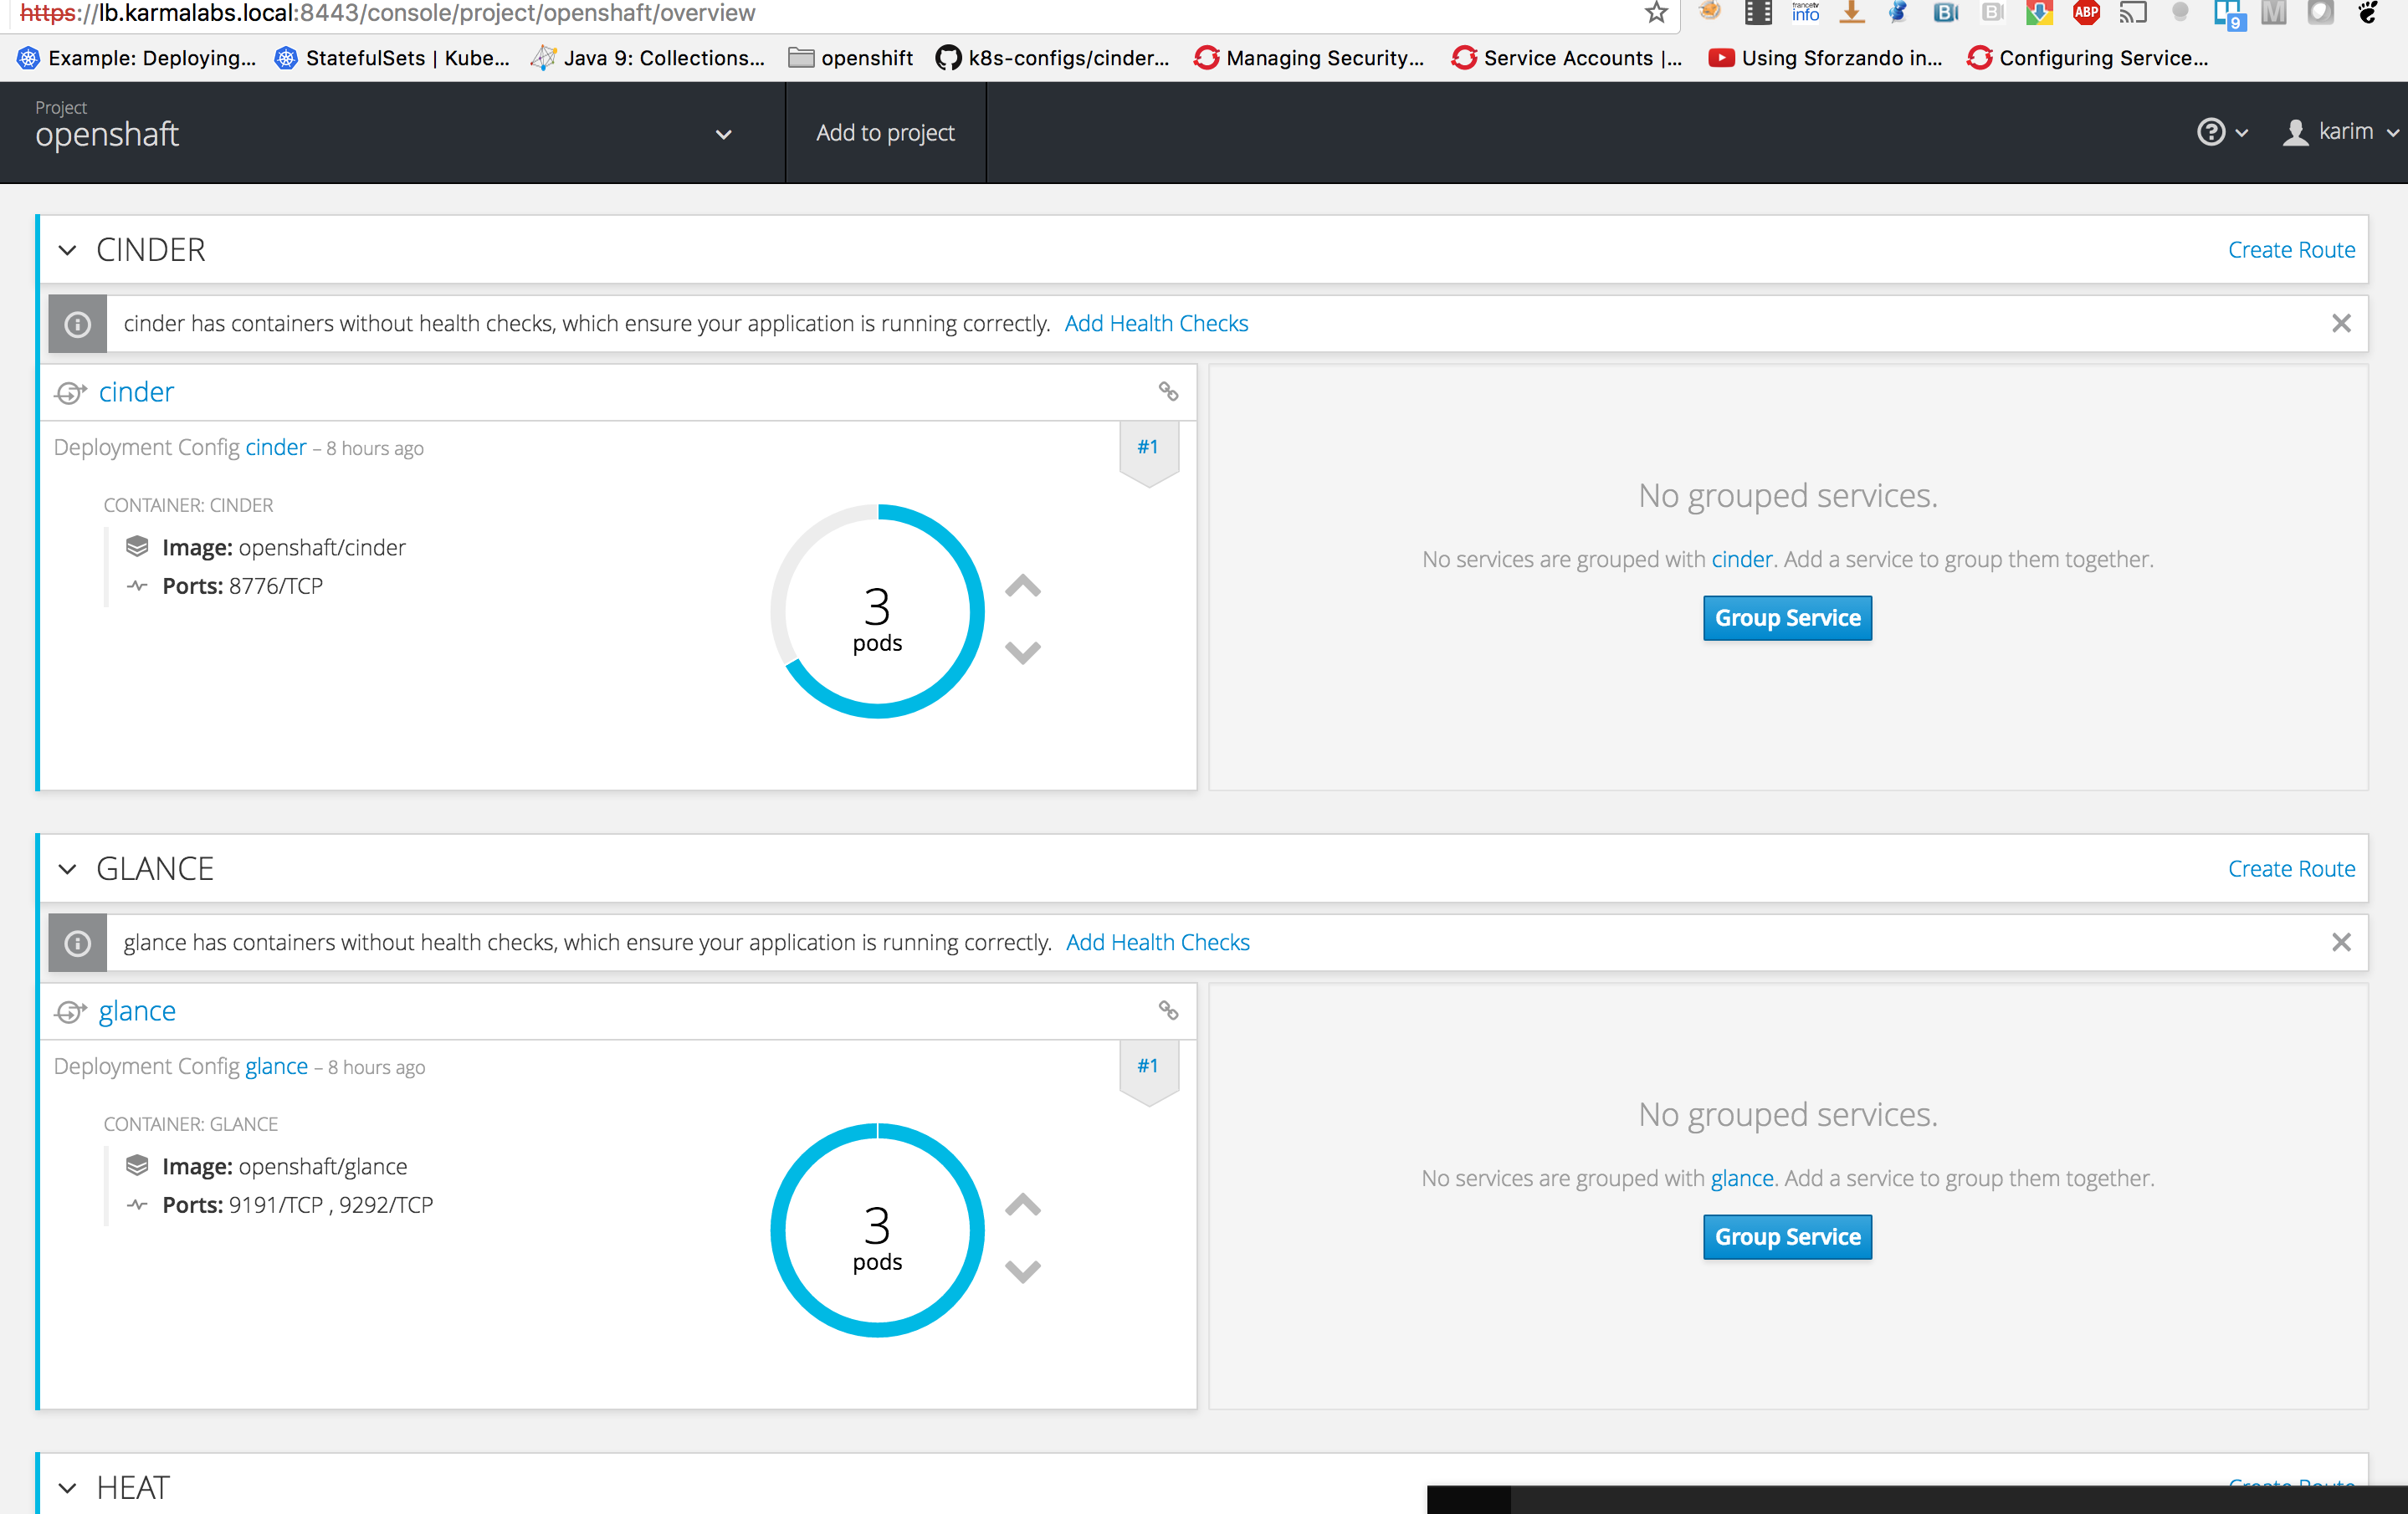 https://lb.karmalabs.local:8443/console/project/openshaft/overview
francetv
info
B
B
ABP
9
M
Example: Deploying... StatefulSets | Kube... Java 9: Collections... openshift k8s-configs/cinder... Managing Security... Service Accounts |... Using Sforzando in... Configuring Service...
Project
openshaft
Add to project
karim
CINDER
Create Route
cinder has containers without health checks, which ensure your application is running correctly. Add Health Checks
cinder
Deployment Config cinder – 8 hours ago
#1
CONTAINER: CINDER
Image: openshaft/cinder
Ports: 8776/TCP
3
pods
No grouped services.
No services are grouped with cinder. Add a service to group them together.
Group Service
GLANCE
Create Route
glance has containers without health checks, which ensure your application is running correctly. Add Health Checks
glance
Deployment Config glance – 8 hours ago
#1
CONTAINER: GLANCE
Image: openshaft/glance
Ports: 9191/TCP , 9292/TCP
3
pods
No grouped services.
No services are grouped with glance. Add a service to group them together.
Group Service
HEAT
Create Route